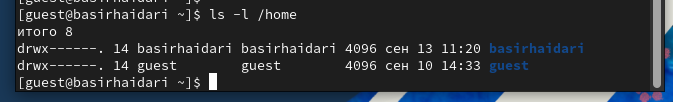 [guest@basirhaidari ~]$ ls -l /home
итого 8
drwx------. 14 basirhaidari basirhaidari 4096 сен 13 11:20 basirhaidari
drwx------. 14 guest        guest        4096 сен 10 14:33 guest
[guest@basirhaidari ~]$